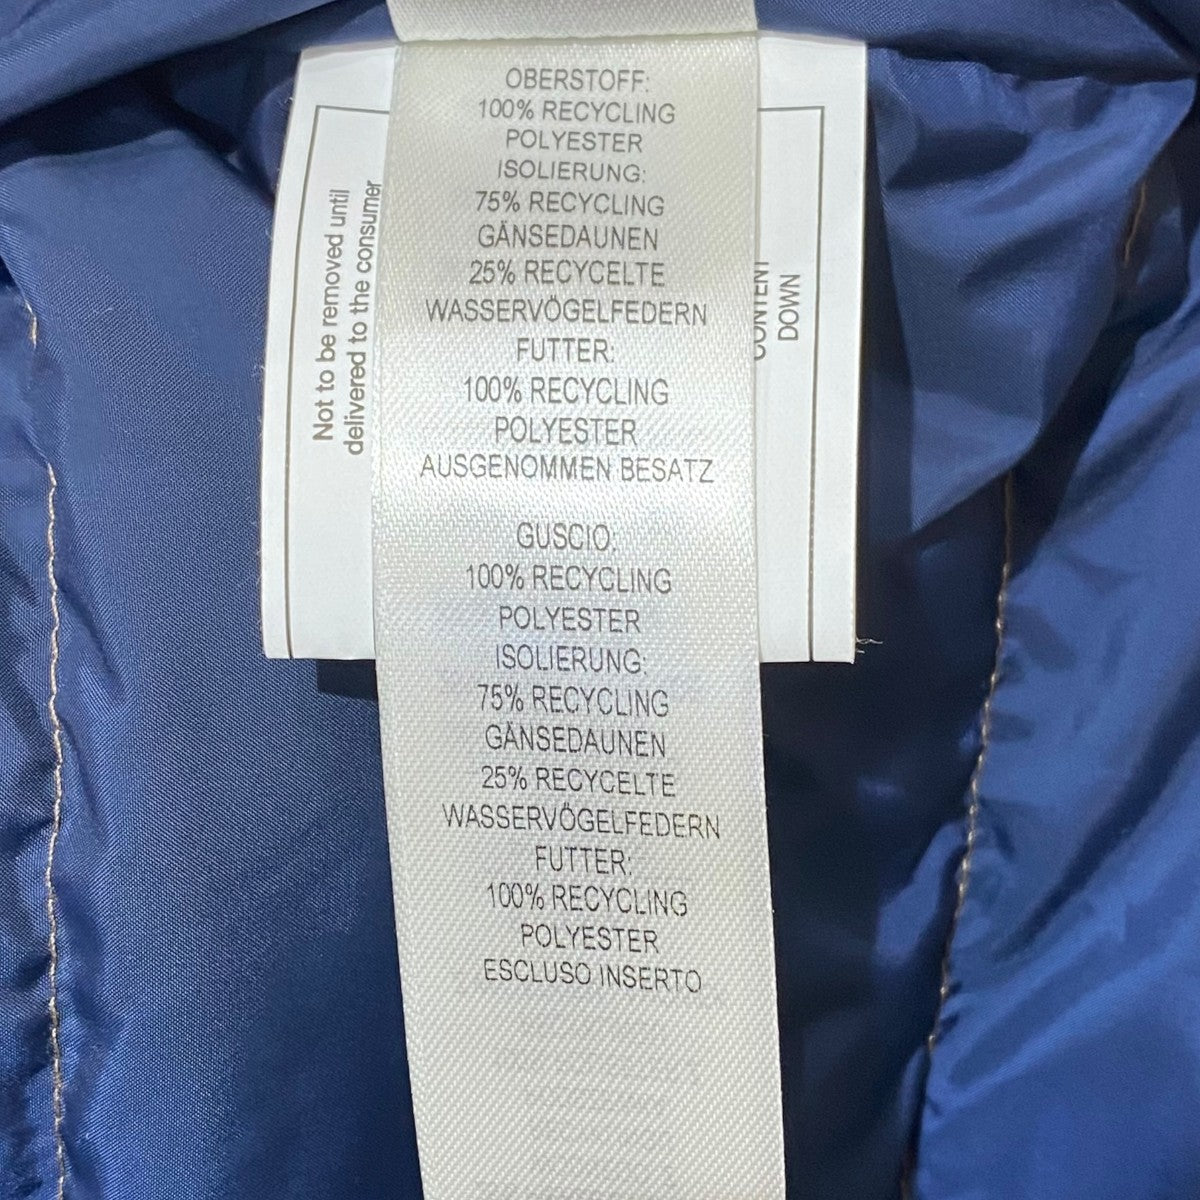 OBERSTOFF:
100% RECYCLING
POLYESTER
ISOLIERUNG:
75% RECYCLING
GÄNSEDAUNEN
25% RECYCELTE
WASSERVÖGELFEDERN
FUTTER:
100% RECYCLING
POLYESTER
AUSGENOMMEN BESATZ
GUSCIO:
100% RECYCLING
POLYESTER
ISOLIERUNG:
75% RECYCLING
GÄNSEDAUNEN
25% RECYCELTE
WASSERVÖGELFEDERN
FUTTER:
100% RECYCLING
POLYESTER
ESCLUSO INSERTO
Not to be removed until
delivered to the consumer
CONTENT
DOWN